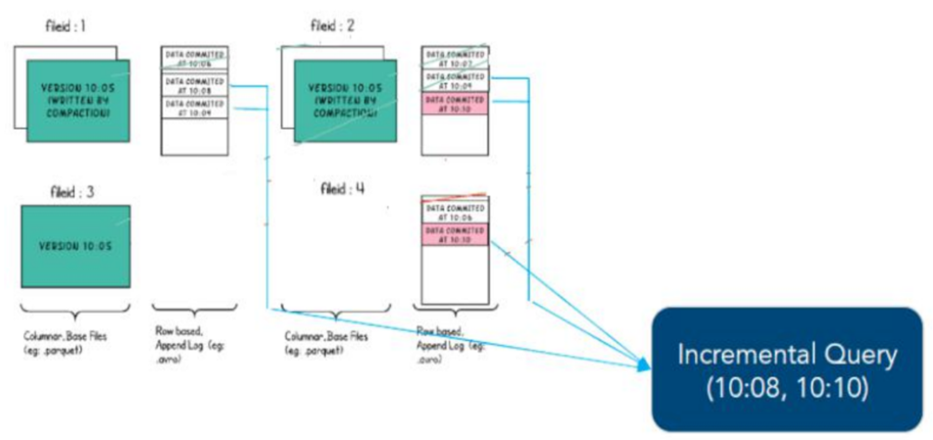 fileid : 1
fileid : 2
VERSION 10:05
(WRITTEN BY
COMPACTION)
DATA COMMITED
AT 10:06
DATA COMMITED
AT 10:08
DATA COMMITED
AT 10:09
VERSION 10:05
(WRITTEN BY
COMPACTION)
DATA COMMITED
AT 10:07
DATA COMMITED
AT 10:09
DATA COMMITED
AT 10:10
fileid : 3
fileid : 4
VERSION 10:05
DATA COMMITED
AT 10:06
DATA COMMITED
AT 10:10
Columnar, Base Files
(eg: .parquet)
Row based,
Append Log (eg:
.avro)
Columnar, Base Files
(eg: .parquet)
Row based,
Append Log (eg:
.avro)
Incremental Query
(10:08, 10:10)